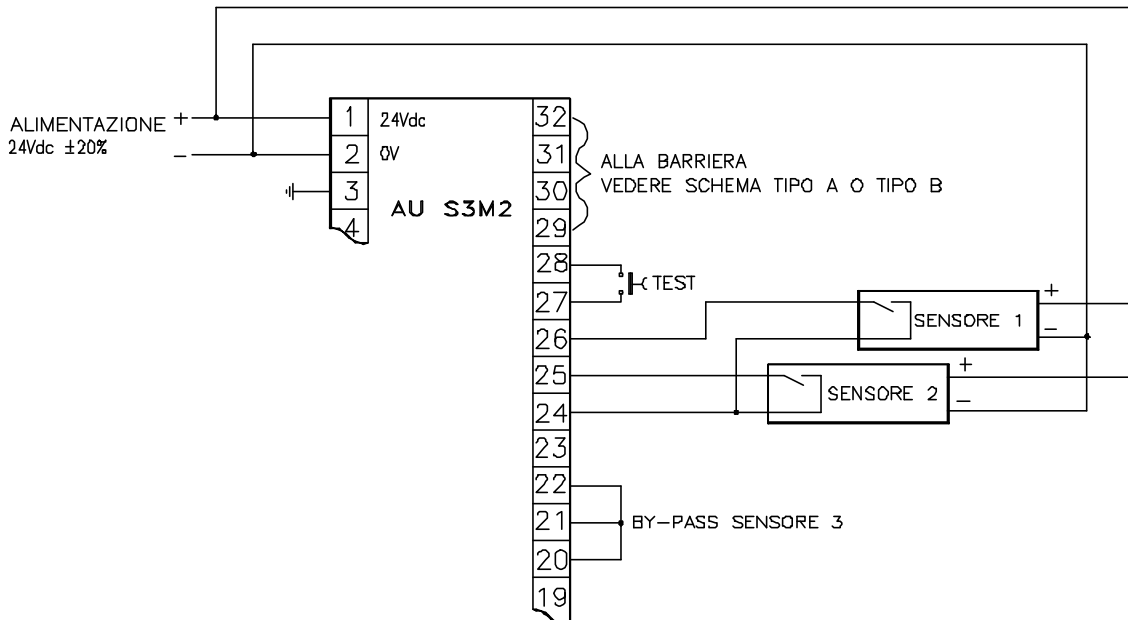 ALIMENTAZIONE +
24Vdc ±20% −
1 24Vdc
2 0V
3
4
AU S3M2
32
31
30
29
28
27
26
25
24
23
22
21
20
19
ALLA BARRIERA
VEDERE SCHEMA TIPO A O TIPO B
TEST
SENSORE 1 + −
SENSORE 2 + −
BY-PASS SENSORE 3